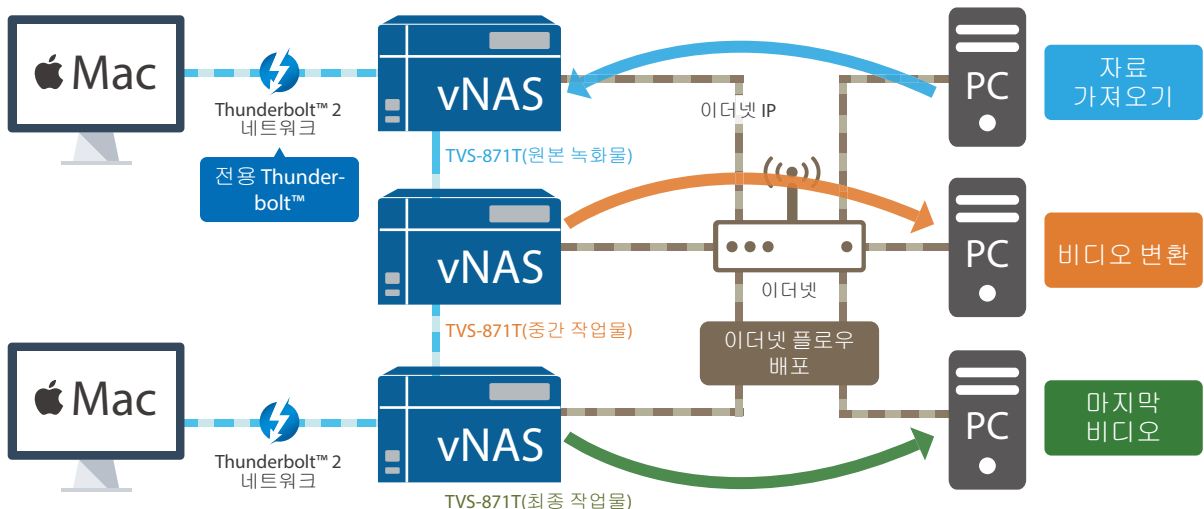 Mac
Thunderbolt™ 2
네트워크
전용 Thunder-
bolt™
vNAS
TVS-871T(원본 녹화물)
이더넷 IP
PC
자료
가져오기
vNAS
TVS-871T(중간 작업물)
이더넷
이더넷 플로우
배포
PC
비디오 변환
Mac
Thunderbolt™ 2
네트워크
vNAS
TVS-871T(최종 작업물)
PC
마지막
비디오